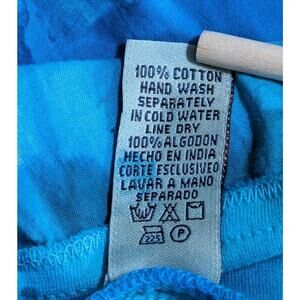 100% COTTON
HAND WASH
SEPARATELY
IN COLD WATER
LINE DRY
100% ALGODON
HECHO EN INDIA
CORTE ESCLUSIVEO
LAVAR A MANO
SEPARADO
225 P